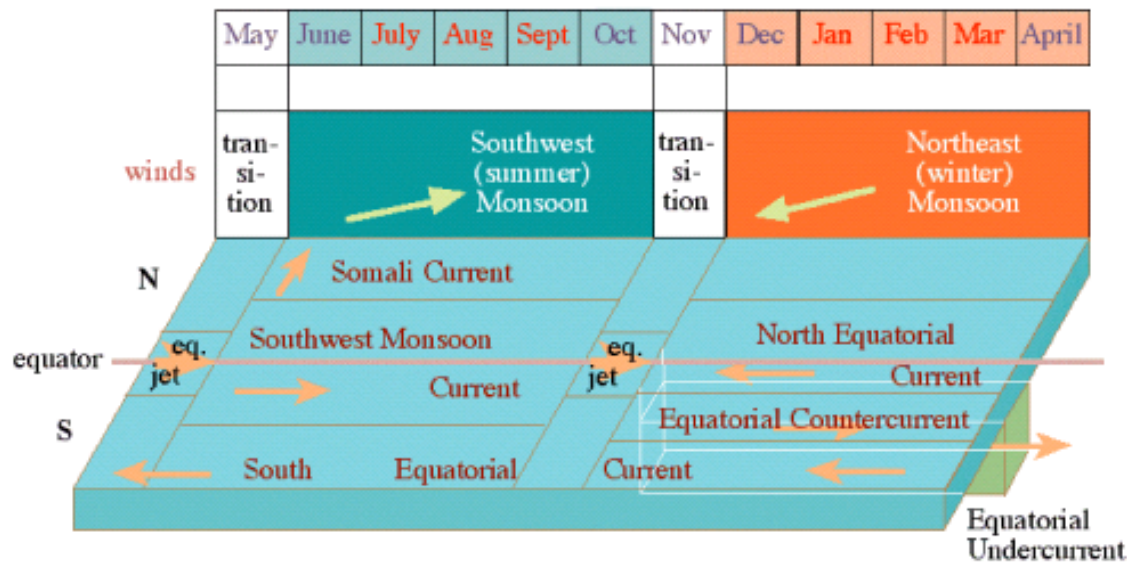 May June July Aug Sept Oct Nov Dec Jan Feb Mar April
winds
tran-
si-
tion
Southwest
(summer)
Monsoon
tran-
si-
tion
Northeast
(winter)
Monsoon
N
Somali Current
equator
eq.
jet
Southwest Monsoon
Current
eq.
jet
North Equatorial
Current
S
Equatorial Countercurrent
South Equatorial Current
Equatorial
Undercurrent